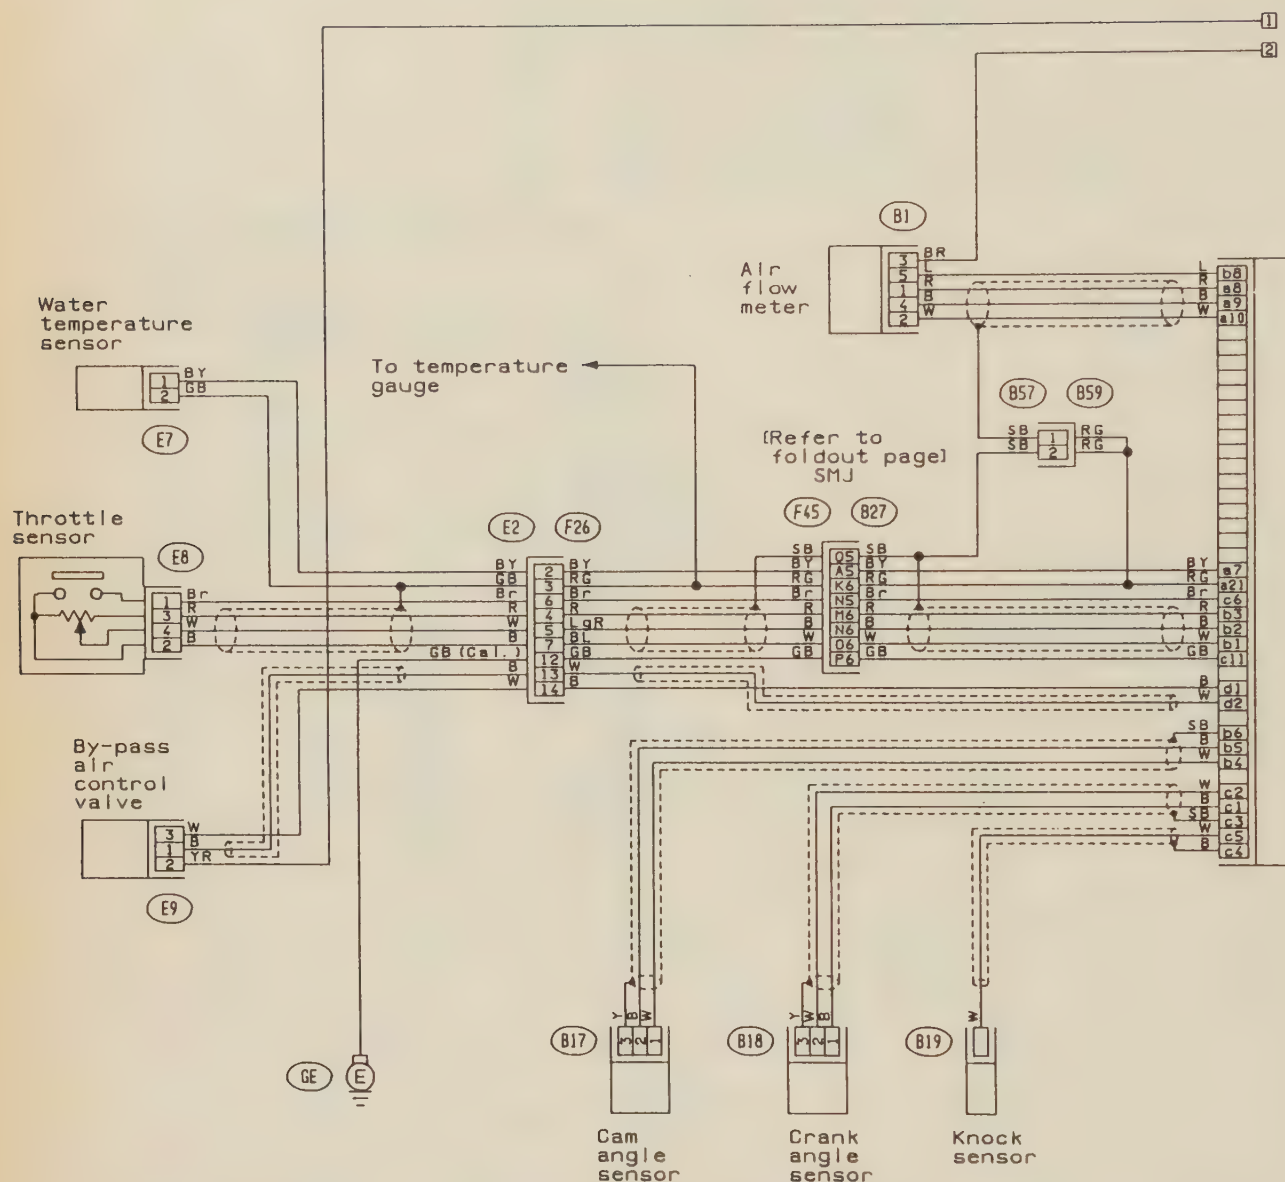 1
2
B1
Air
flow
meter
3 BR
5 L
1 R
4 B
2 W
L b8
R a8
B a9
W a10
Water
temperature
sensor
1 BY
2 GB
E7
To temperature
gauge
B57 B59
SB 1 RG
SB 2 RG
[Refer to
foldout page]
SMJ
F45 B27
E2 F26
Throttle
sensor
E8
1 Br
3 R
4 W
2 B
BY 2 BY
GB 3 RG
Br 6 Br
R 4 R
W 5 LgR
B 7 BL
GB (Cal.) 12 GB
B 13 W
W 14 B
SB Q5 SB
BY A5 BY
RG K6 RG
Br N5 Br
R M6 R
B N6 B
W O6 W
GB P6 GB
BY a7
RG a21
Br c6
R b3
B b2
W b1
GB c11
B d1
W d2
SB b6
B b5
W b4
W c2
B c1
SB c3
W c5
B c4
By-pass
air
control
valve
3 W
1 B
2 YR
E9
GE E
B17
Y B W
3 2 1
Cam
angle
sensor
B18
Y W B
3 2 1
Crank
angle
sensor
B19
W
Knock
sensor